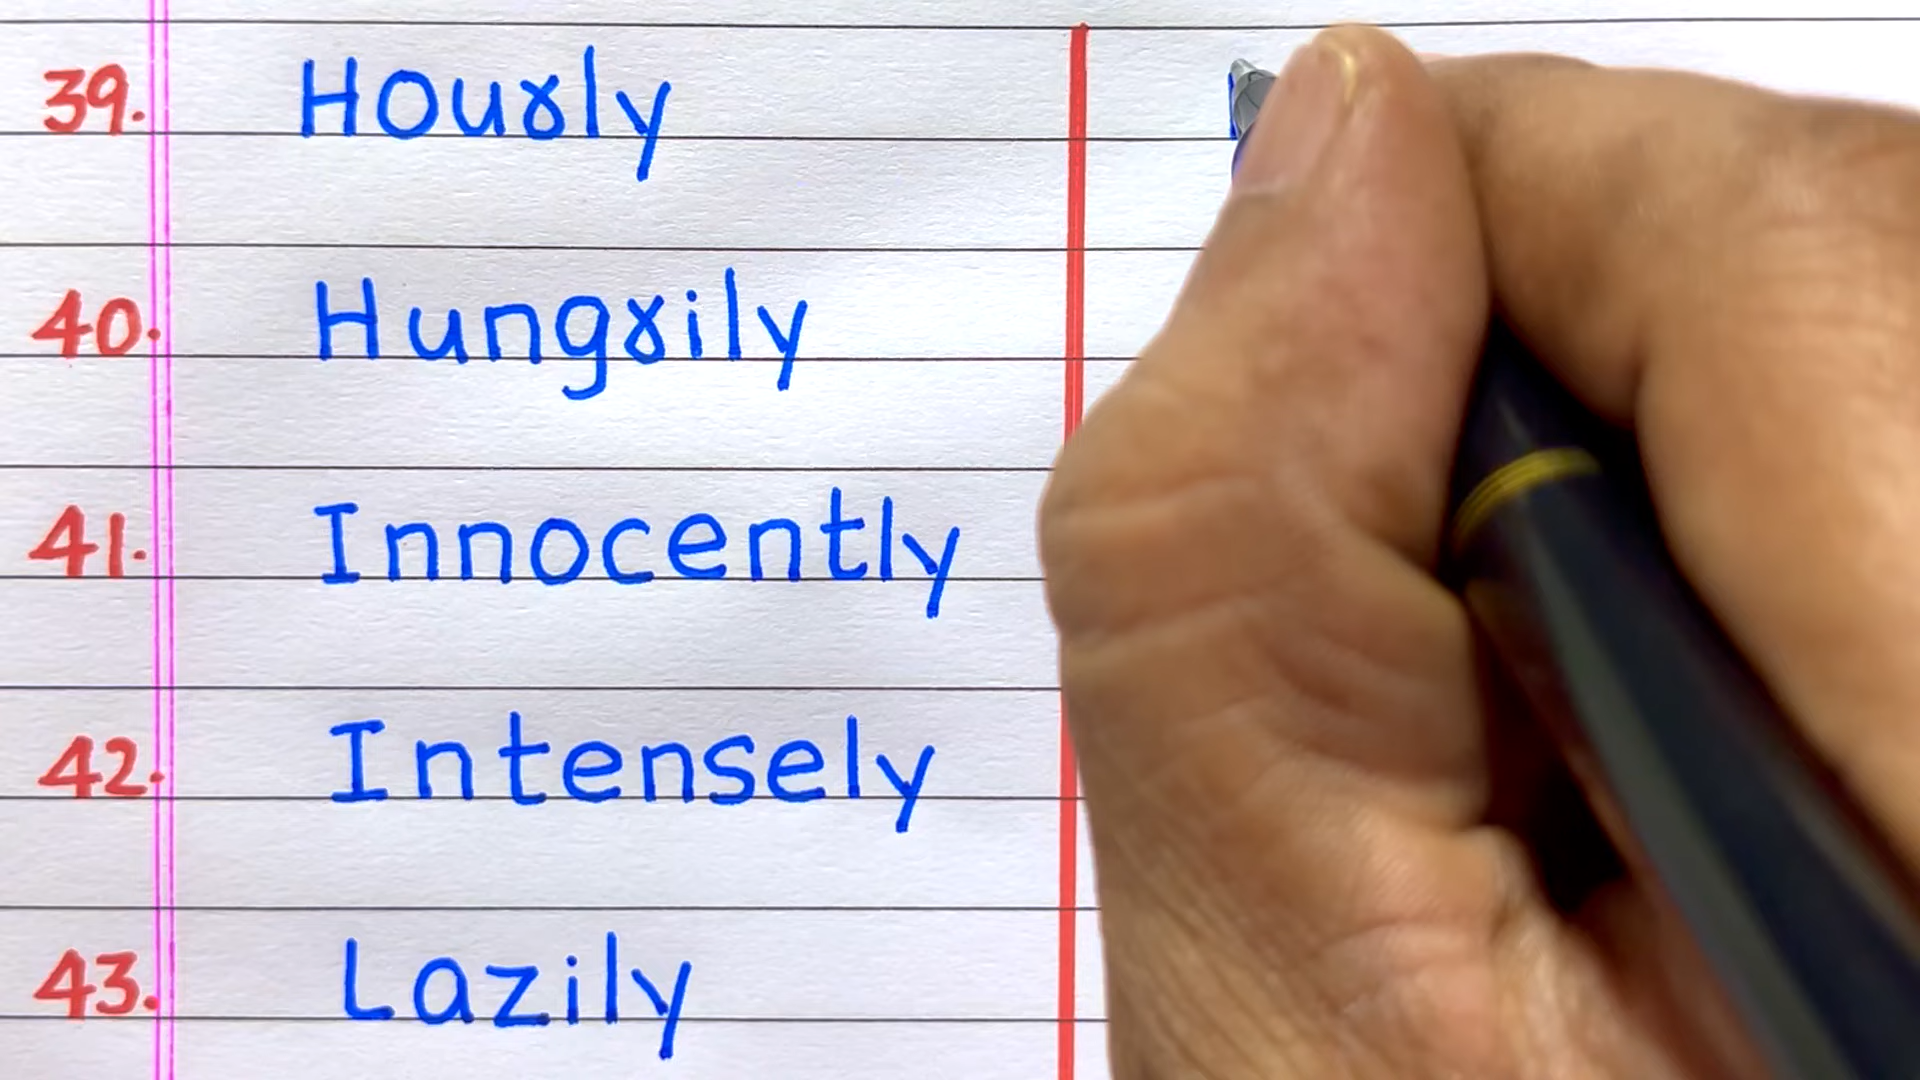 39. Hourly
40. Hungrily
41. Innocently
42. Intensely
43. Lazily